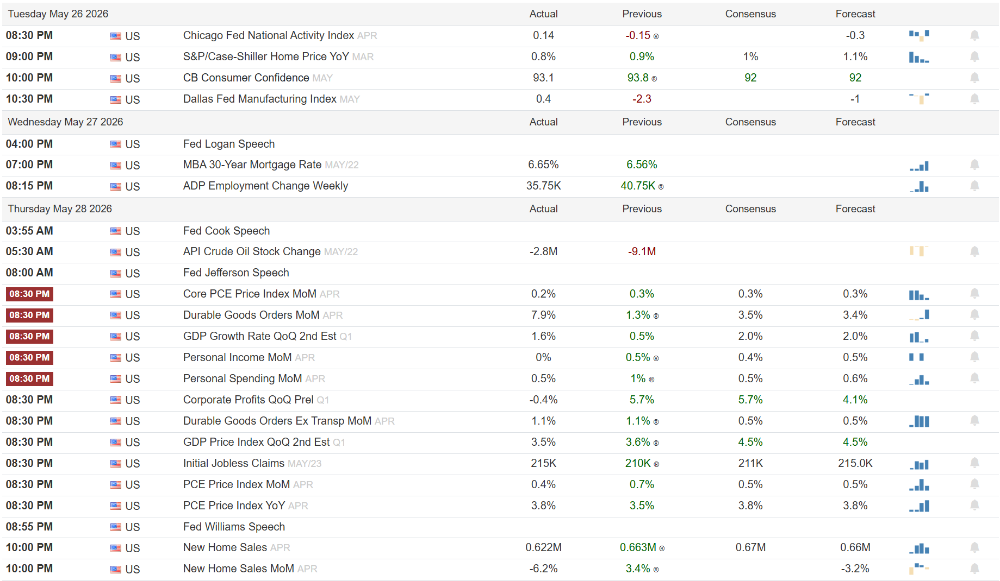 Tuesday May 26 2026 Actual Previous Consensus Forecast
08:30 PM US Chicago Fed National Activity Index APR 0.14 -0.15 ® -0.3
09:00 PM US S&P/Case-Shiller Home Price YoY MAR 0.8% 0.9% 1% 1.1%
10:00 PM US CB Consumer Confidence MAY 93.1 93.8 ® 92 92
10:30 PM US Dallas Fed Manufacturing Index MAY 0.4 -2.3 -1
Wednesday May 27 2026 Actual Previous Consensus Forecast
04:00 PM US Fed Logan Speech
07:00 PM US MBA 30-Year Mortgage Rate MAY/22 6.65% 6.56%
08:15 PM US ADP Employment Change Weekly 35.75K 40.75K ®
Thursday May 28 2026 Actual Previous Consensus Forecast
03:55 AM US Fed Cook Speech
05:30 AM US API Crude Oil Stock Change MAY/22 -2.8M -9.1M
08:00 AM US Fed Jefferson Speech
08:30 PM US Core PCE Price Index MoM APR 0.2% 0.3% 0.3% 0.3%
08:30 PM US Durable Goods Orders MoM APR 7.9% 1.3% ® 3.5% 3.4%
08:30 PM US GDP Growth Rate QoQ 2nd Est Q1 1.6% 0.5% 2.0% 2.0%
08:30 PM US Personal Income MoM APR 0% 0.5% ® 0.4% 0.5%
08:30 PM US Personal Spending MoM APR 0.5% 1% ® 0.5% 0.6%
08:30 PM US Corporate Profits QoQ Prel Q1 -0.4% 5.7% 5.7% 4.1%
08:30 PM US Durable Goods Orders Ex Transp MoM APR 1.1% 1.1% ® 0.5% 0.5%
08:30 PM US GDP Price Index QoQ 2nd Est Q1 3.5% 3.6% ® 4.5% 4.5%
08:30 PM US Initial Jobless Claims MAY/23 215K 210K ® 211K 215.0K
08:30 PM US PCE Price Index MoM APR 0.4% 0.7% 0.5% 0.5%
08:30 PM US PCE Price Index YoY APR 3.8% 3.5% 3.8% 3.8%
08:55 PM US Fed Williams Speech
10:00 PM US New Home Sales APR 0.622M 0.663M ® 0.67M 0.66M
10:00 PM US New Home Sales MoM APR -6.2% 3.4% ® -3.2%